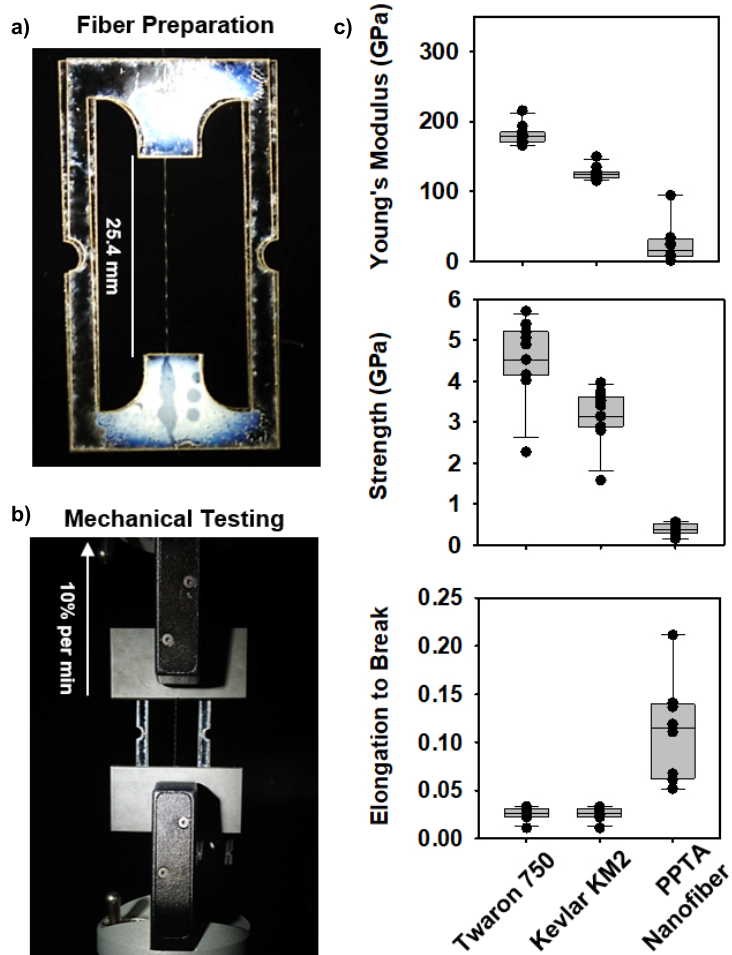 a)
Fiber Preparation
25.4 mm
b)
Mechanical Testing
10% per min
c)
Young's Modulus (GPa)
300
200
100
0
Strength (GPa)
6
5
4
3
2
1
0
Elongation to Break
0.25
0.20
0.15
0.10
0.05
0.00
Twaron 750
Kevlar KM2
PPTA
Nanofiber